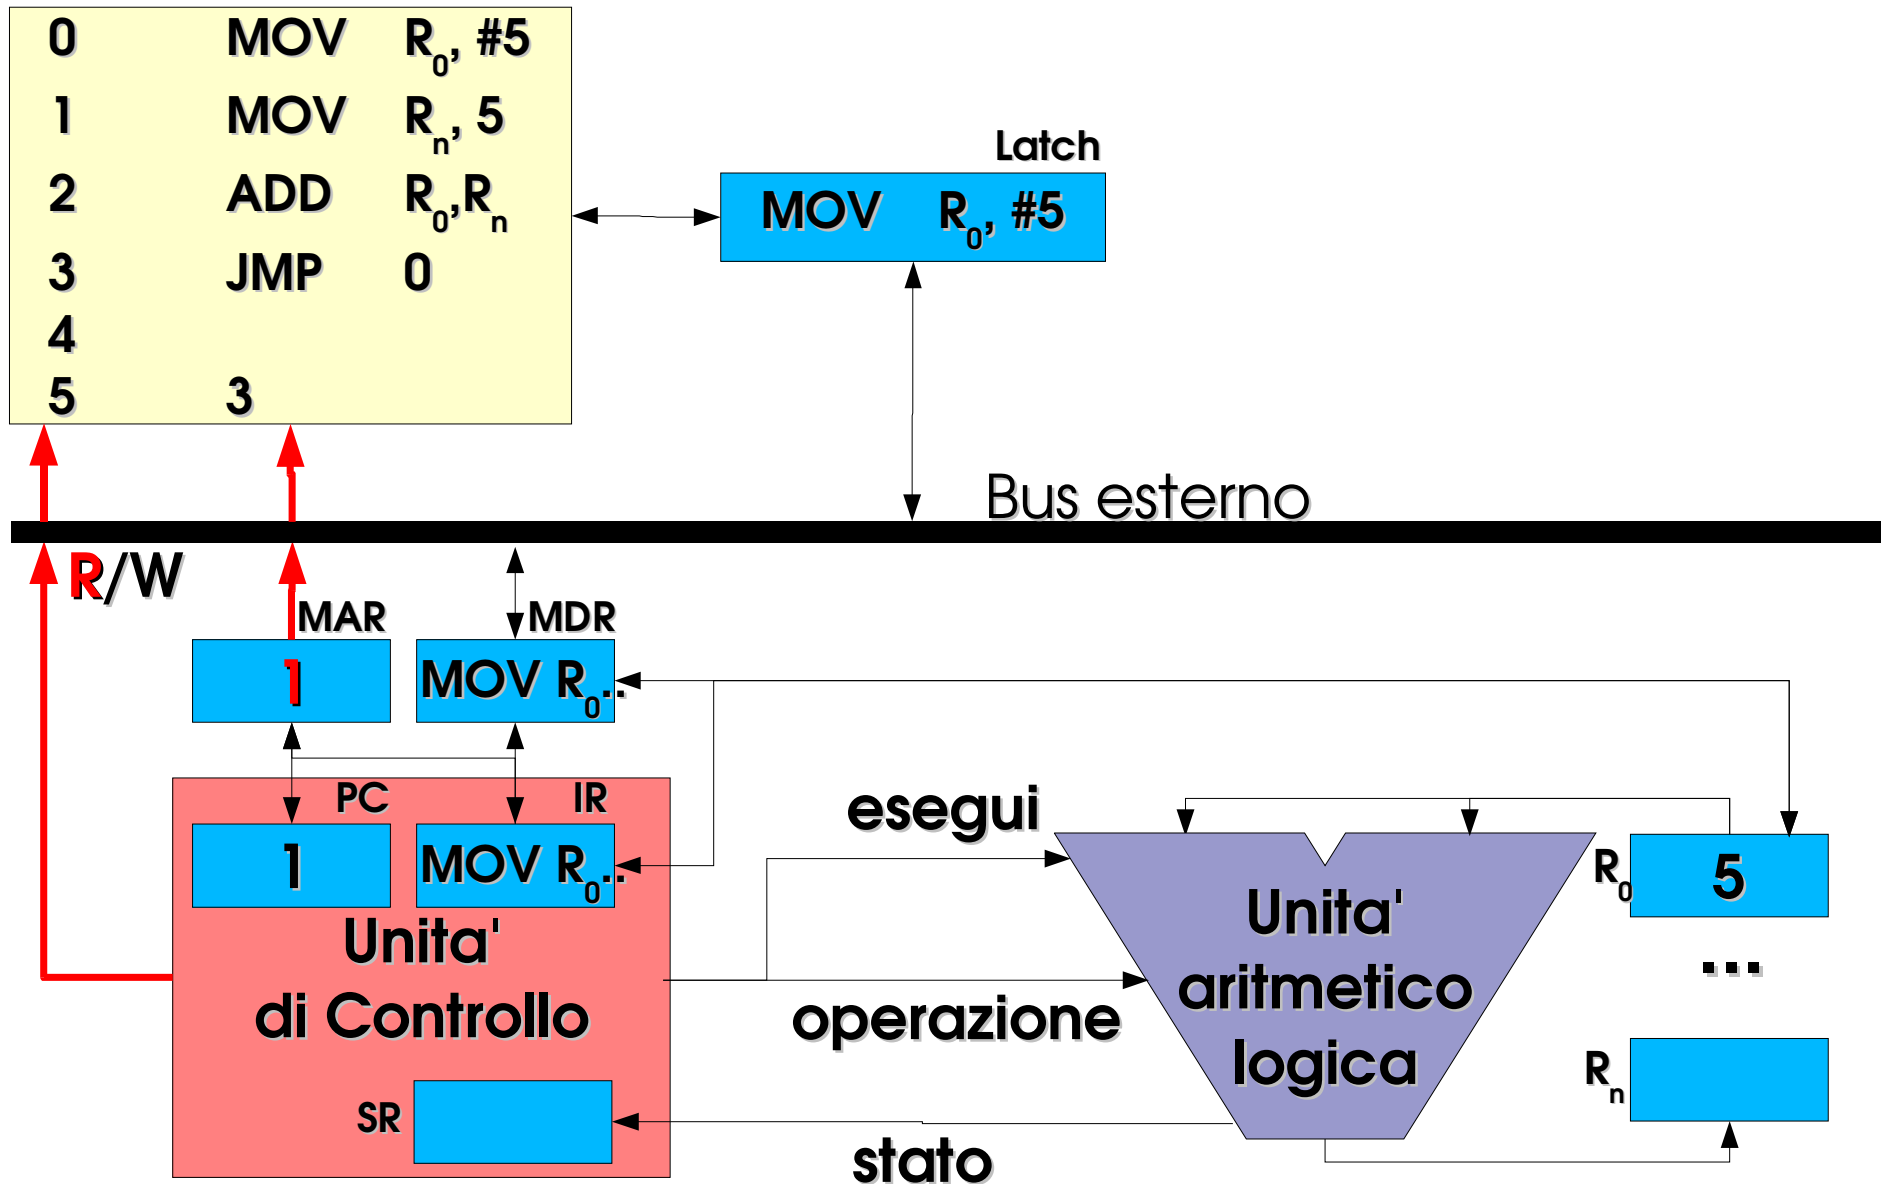 0 MOV R0, #5
1 MOV Rn, 5
2 ADD R0,Rn
3 JMP 0
4
5 3
Latch
MOV R0, #5
Bus esterno
R/W
MAR
MDR
1
MOV R0..
PC
IR
1
MOV R0..
Unita'
di Controllo
SR
esegui
operazione
stato
Unita'
aritmetico
logica
R0
5
...
Rn